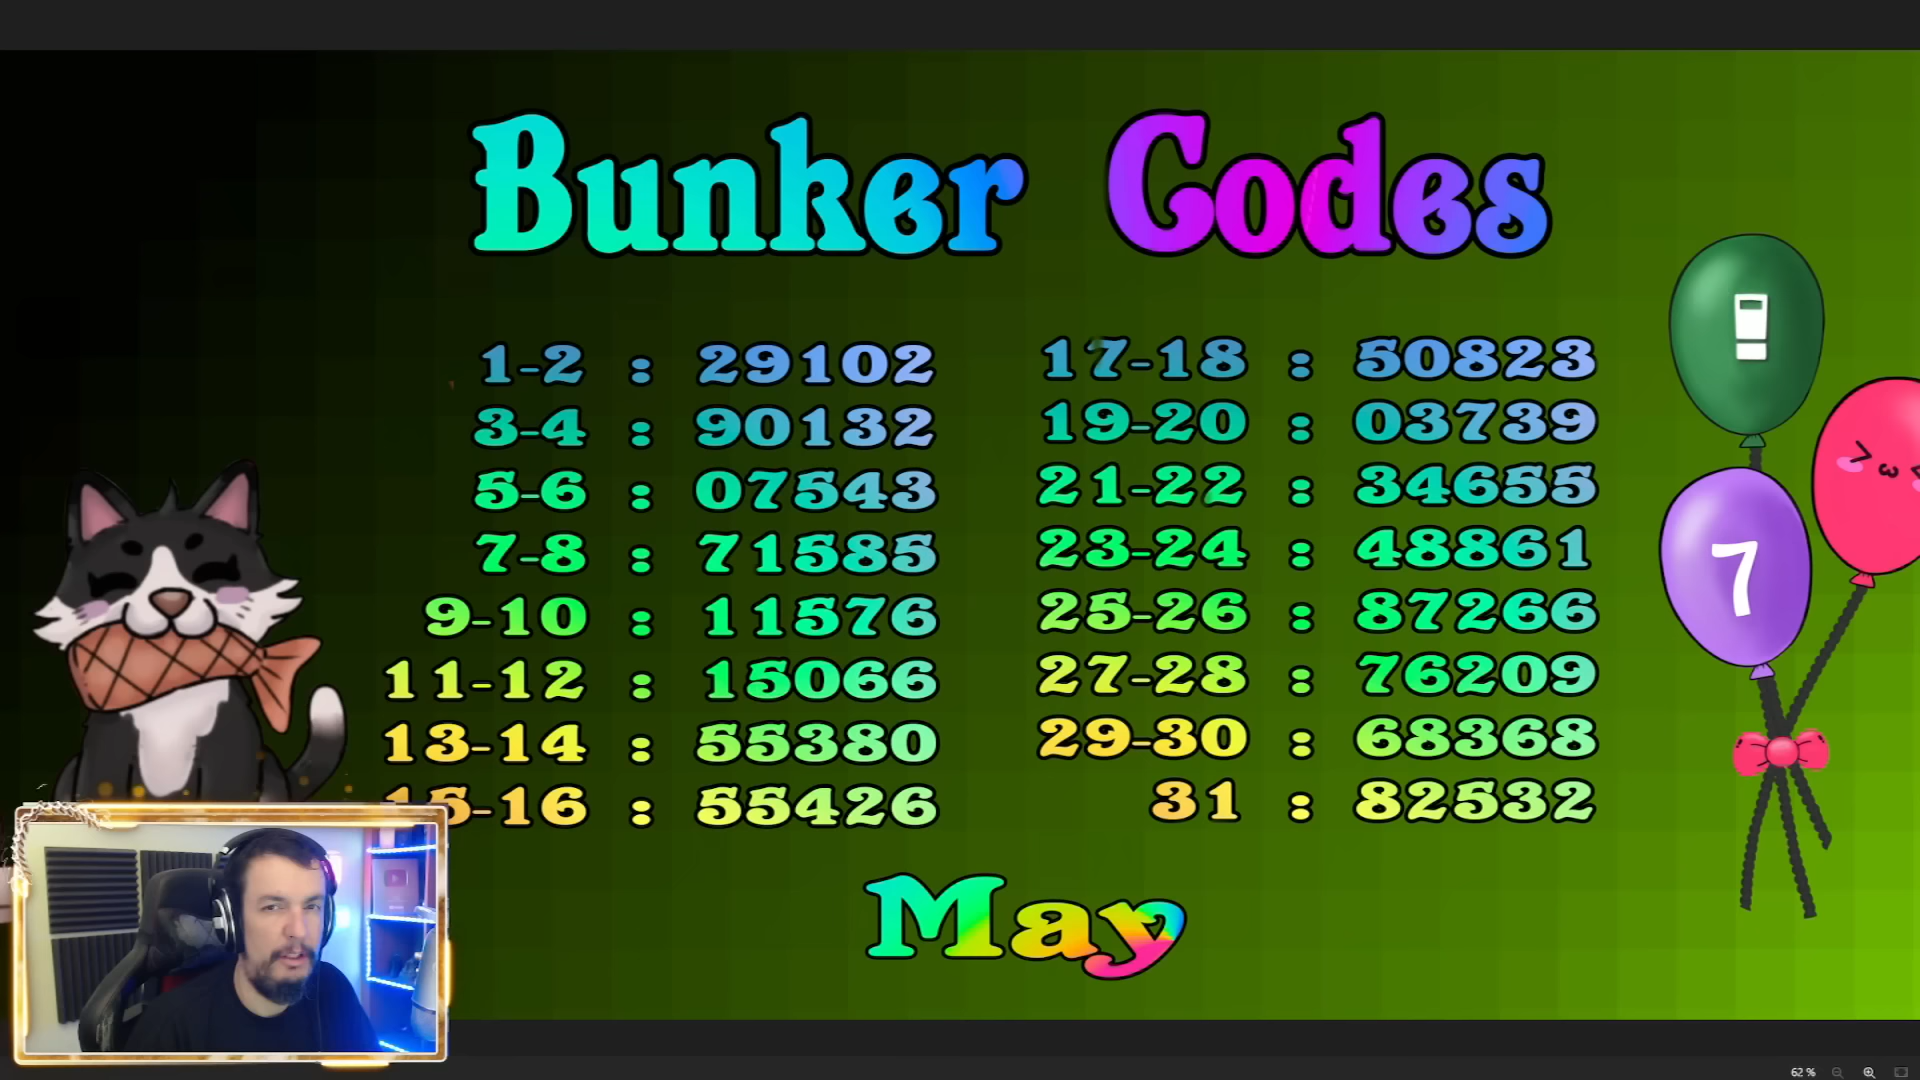 Bunker Codes
1-2 : 29102
3-4 : 90132
5-6 : 07543
7-8 : 71585
9-10 : 11576
11-12 : 15066
13-14 : 55380
15-16 : 55426
17-18 : 50823
19-20 : 03739
21-22 : 34655
23-24 : 48861
25-26 : 87266
27-28 : 76209
29-30 : 68368
31 : 82532
May
!
7
62 %